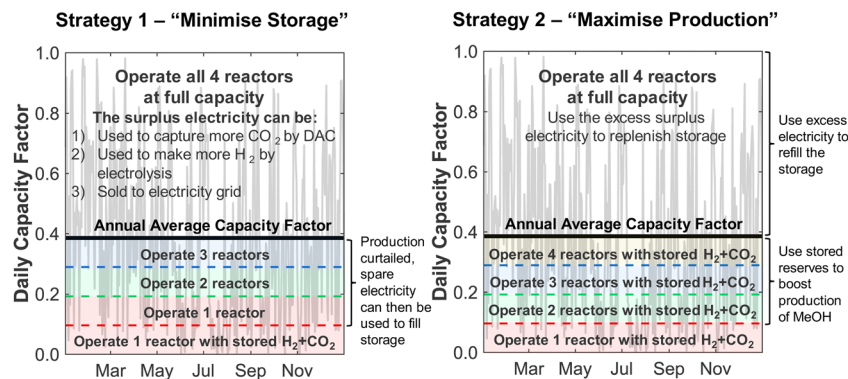 Strategy 1 – “Minimise Storage”
Daily Capacity Factor
1.0
0.8
0.6
0.4
0.2
0.0
Operate all 4 reactors
at full capacity
The surplus electricity can be:
1) Used to capture more CO₂ by DAC
2) Used to make more H₂ by
electrolysis
3) Sold to electricity grid
Annual Average Capacity Factor
Operate 3 reactors
Operate 2 reactors
Operate 1 reactor
Operate 1 reactor with stored H₂+CO₂
Mar May Jul Sep Nov
Production
curtailed,
spare
electricity
can then be
used to fill
storage
Strategy 2 – “Maximise Production”
Daily Capacity Factor
1.0
0.8
0.6
0.4
0.2
0.0
Operate all 4 reactors
at full capacity
Use the excess surplus
electricity to replenish storage
Annual Average Capacity Factor
Operate 4 reactors with stored H₂+CO₂
Operate 3 reactors with stored H₂+CO₂
Operate 2 reactors with stored H₂+CO₂
Operate 1 reactor with stored H₂+CO₂
Mar May Jul Sep Nov
Use excess
electricity to
refill the
storage
Use stored
reserves to
boost
production
of MeOH